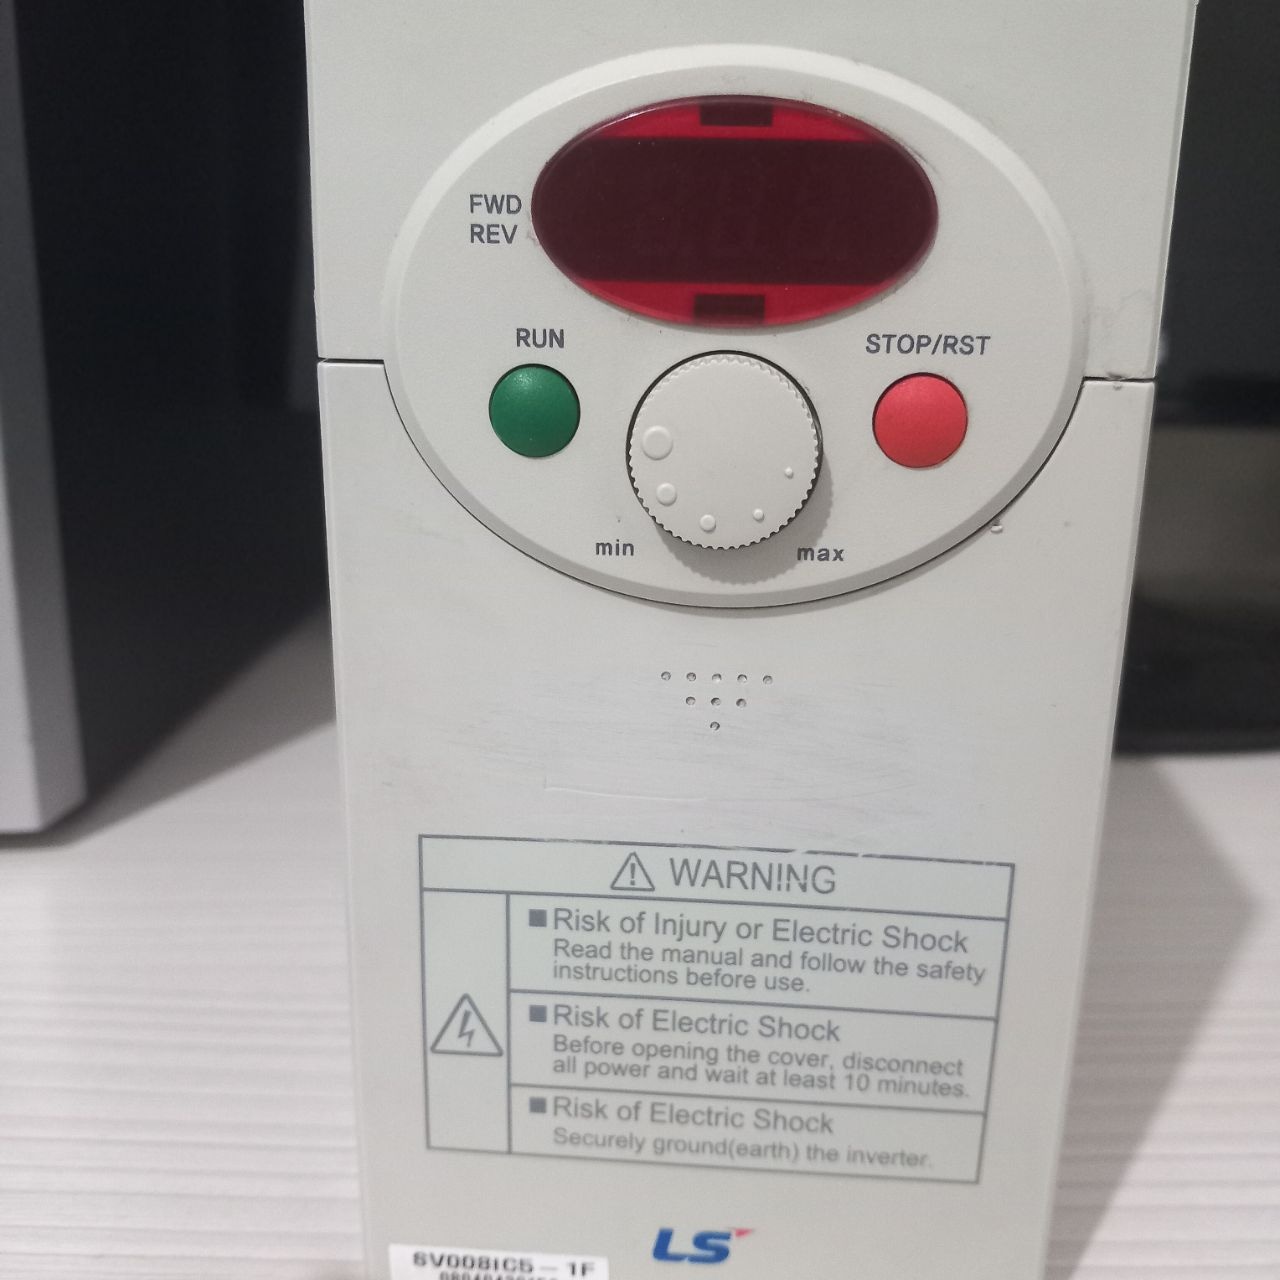 FWD
REV
RUN
STOP/RST
min
max
WARNING
Risk of Injury or Electric Shock
Read the manual and follow the safety
instructions before use.
Risk of Electric Shock
Before opening the cover, disconnect
all power and wait at least 10 minutes.
Risk of Electric Shock
Securely ground(earth) the inverter.
LS
SV008IC5-1F